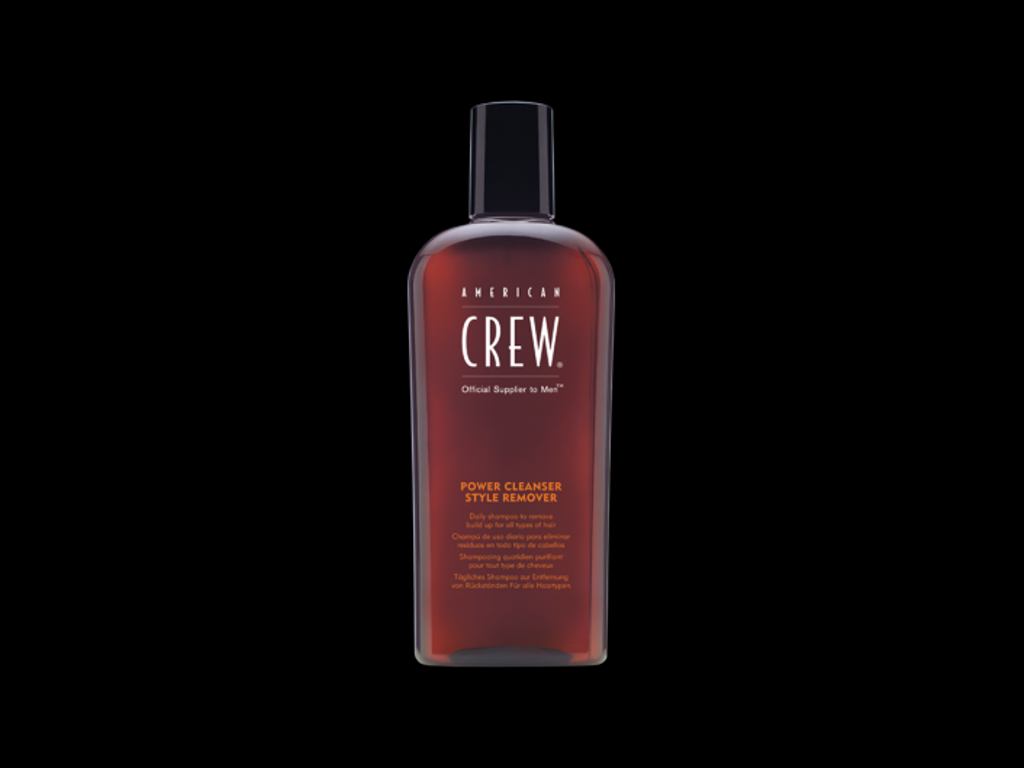 AMERICAN
CREW®
Official Supplier to Men™
POWER CLEANSER
STYLE REMOVER
Daily shampoo to remove
build up for all types of hair
Champú de uso diario para eliminar
residuos en todo tipo de cabellos
Shampooing quotidien purifiant
pour tout type de cheveux
Tägliches Shampoo zur Entfernung
von Rückständen Für alle Haartypen